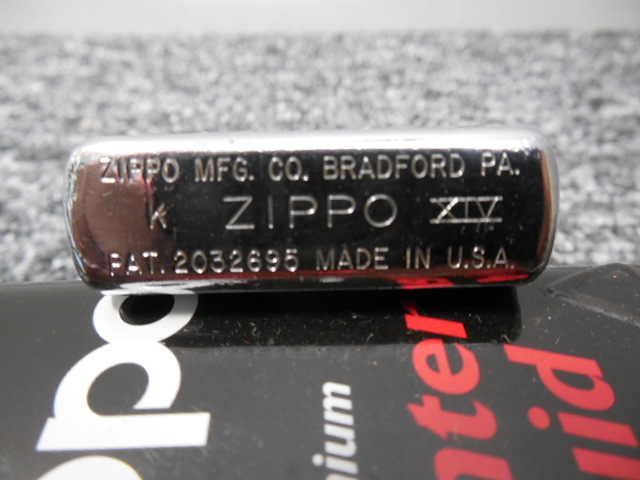 ZIPPO MFG. CO. BRADFORD PA.
K ZIPPO XIV
PAT. 2032695 MADE IN U.S.A.